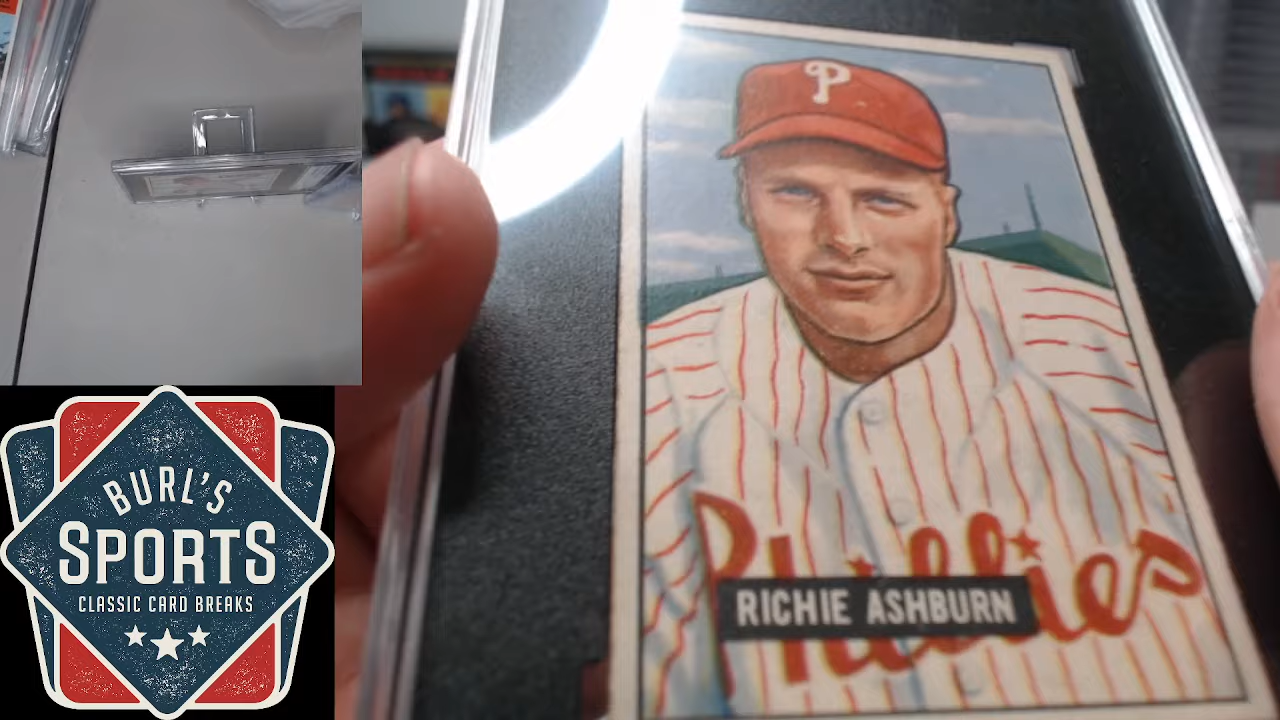 P
Phillies
RICHIE ASHBURN
BURL'S
SPORTS
CLASSIC CARD BREAKS